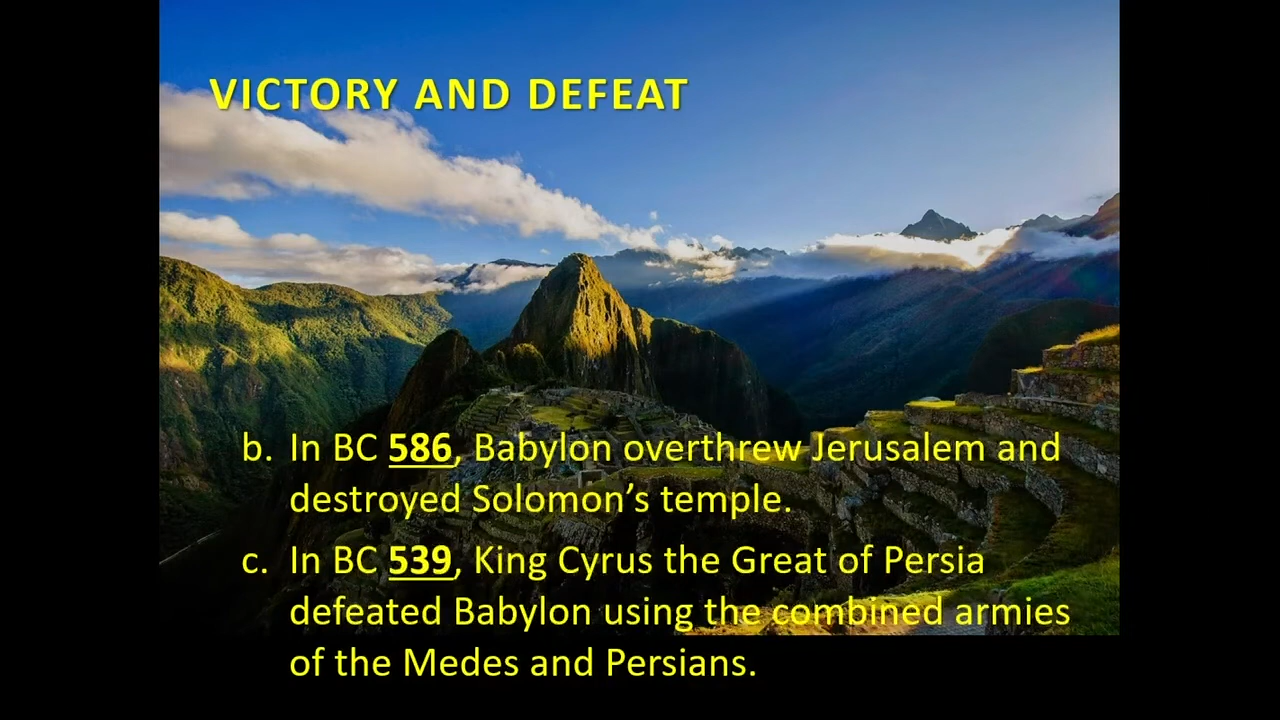 VICTORY AND DEFEAT
b. In BC 586, Babylon overthrew Jerusalem and
destroyed Solomon’s temple.
c. In BC 539, King Cyrus the Great of Persia
defeated Babylon using the combined armies
of the Medes and Persians.